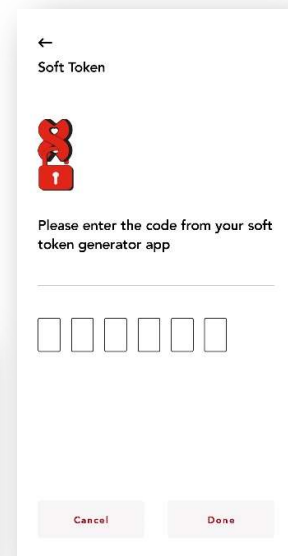 Soft Token
Please enter the code from your soft
token generator app
Cancel
Done